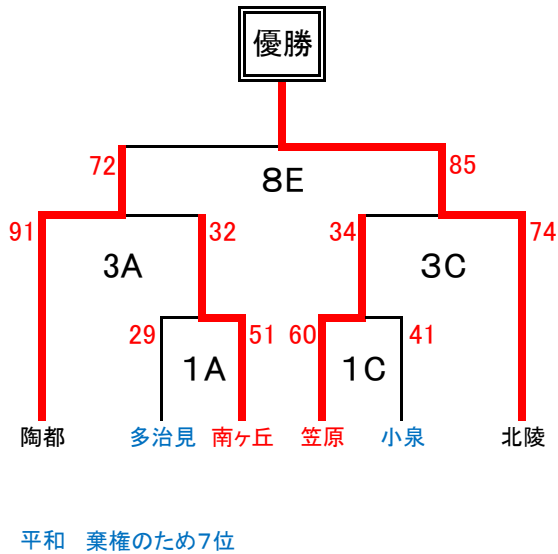 優勝
72 8E 85
91 32 34 74
3A 3C
29 51 60 41
1A 1C
陶都 多治見 南ヶ丘 笠原 小泉 北陵
平和 棄権のため7位